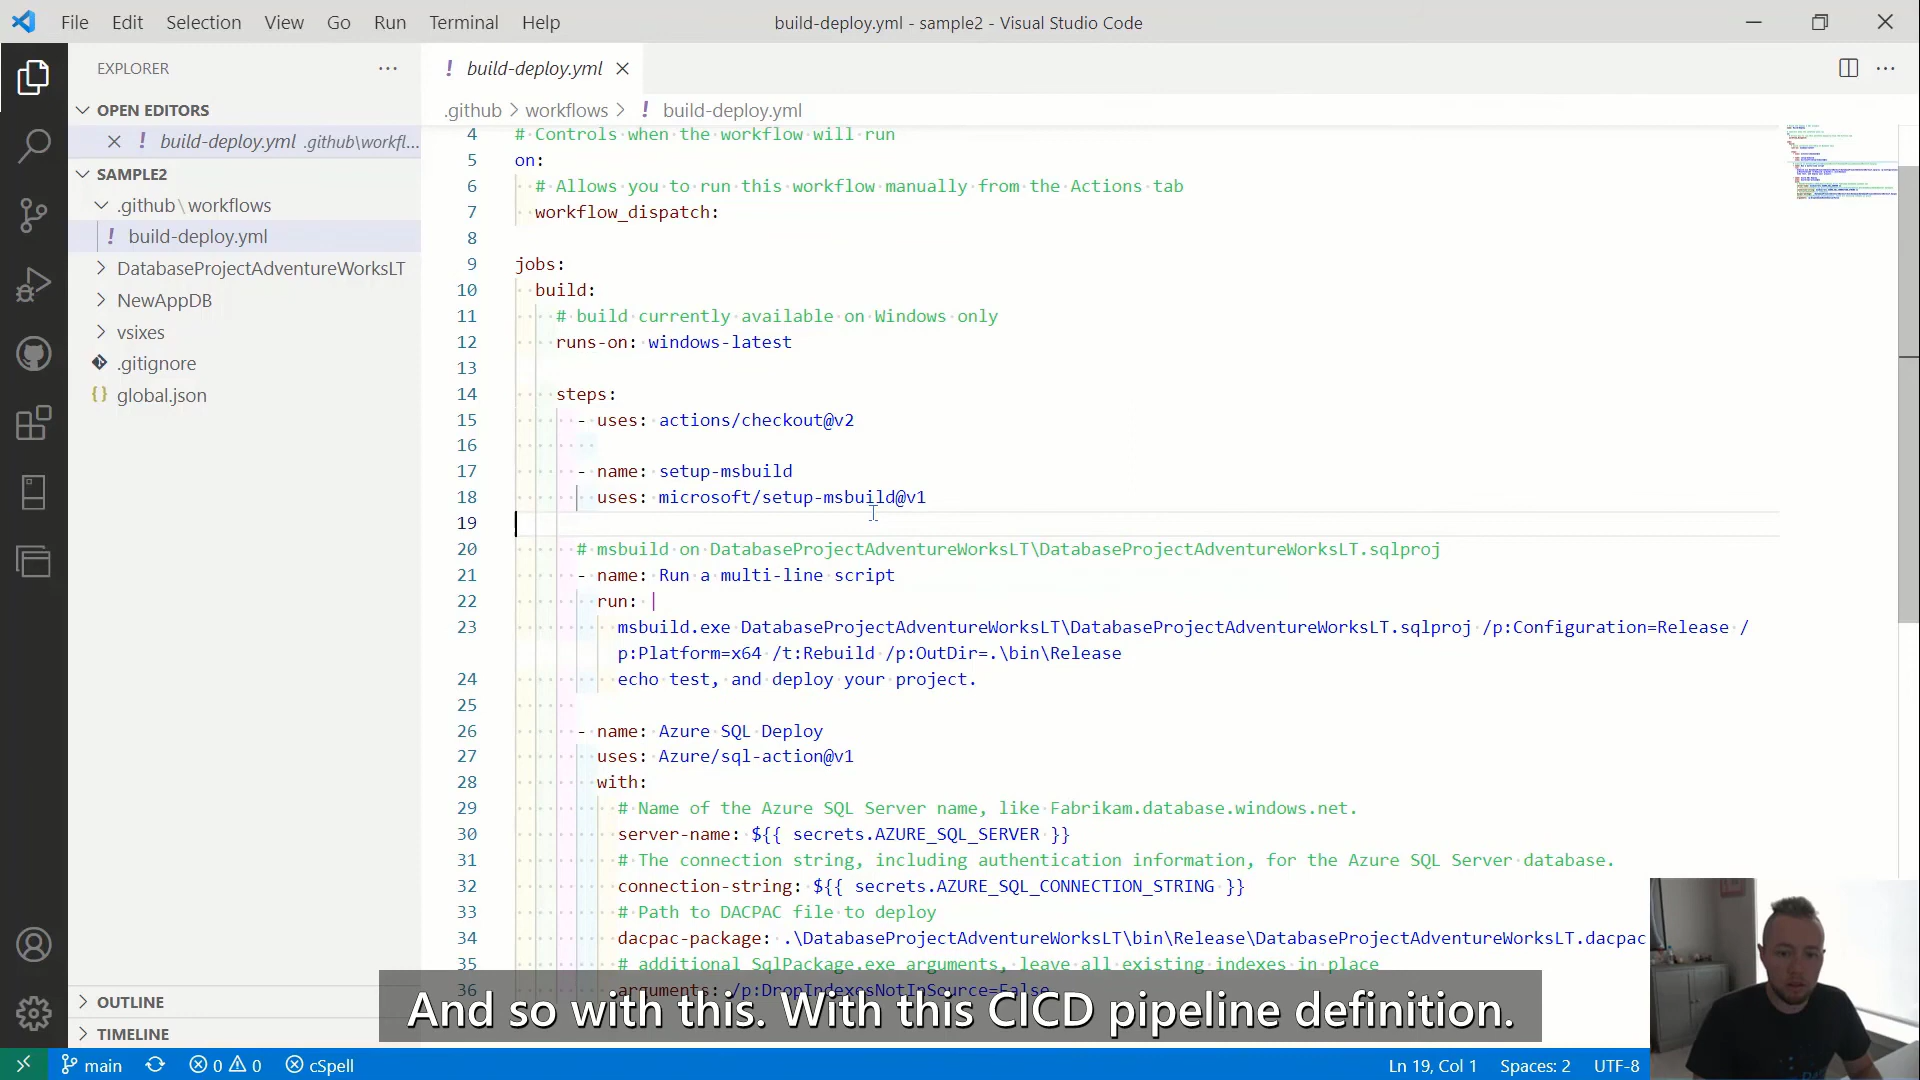 File Edit Selection View Go Run Terminal Help
build-deploy.yml - sample2 - Visual Studio Code
EXPLORER
OPEN EDITORS
build-deploy.yml .github\workfl...
SAMPLE2
.github\workflows
! build-deploy.yml
DatabaseProjectAdventureWorksLT
NewAppDB
vsixes
.gitignore
{} global.json
OUTLINE
TIMELINE
! build-deploy.yml
.github > workflows > ! build-deploy.yml
4 # Controls when the workflow will run
5 on:
6 # Allows you to run this workflow manually from the Actions tab
7 workflow_dispatch:
8
9 jobs:
10 build:
11 # build currently available on Windows only
12 runs-on: windows-latest
13
14 steps:
15 - uses: actions/checkout@v2
16
17 - name: setup-msbuild
18 uses: microsoft/setup-msbuild@v1
19
20 # msbuild on DatabaseProjectAdventureWorksLT\DatabaseProjectAdventureWorksLT.sqlproj
21 - name: Run a multi-line script
22 run: |
23 msbuild.exe DatabaseProjectAdventureWorksLT\DatabaseProjectAdventureWorksLT.sqlproj /p:Configuration=Release /
p:Platform=x64 /t:Rebuild /p:OutDir=.\bin\Release
24 echo test, and deploy your project.
25
26 - name: Azure SQL Deploy
27 uses: Azure/sql-action@v1
28 with:
29 # Name of the Azure SQL Server name, like Fabrikam.database.windows.net.
30 server-name: ${{ secrets.AZURE_SQL_SERVER }}
31 # The connection string, including authentication information, for the Azure SQL Server database.
32 connection-string: ${{ secrets.AZURE_SQL_CONNECTION_STRING }}
33 # Path to DACPAC file to deploy
34 dacpac-package: .\DatabaseProjectAdventureWorksLT\bin\Release\DatabaseProjectAdventureWorksLT.dacpac
35 # additional SqlPackage.exe arguments, leave all existing indexes in place
36 arguments: /p:DropIndexesNotInSource=False
And so with this. With this CICD pipeline definition.
main 0 0 cSpell Ln 19, Col 1 Spaces: 2 UTF-8